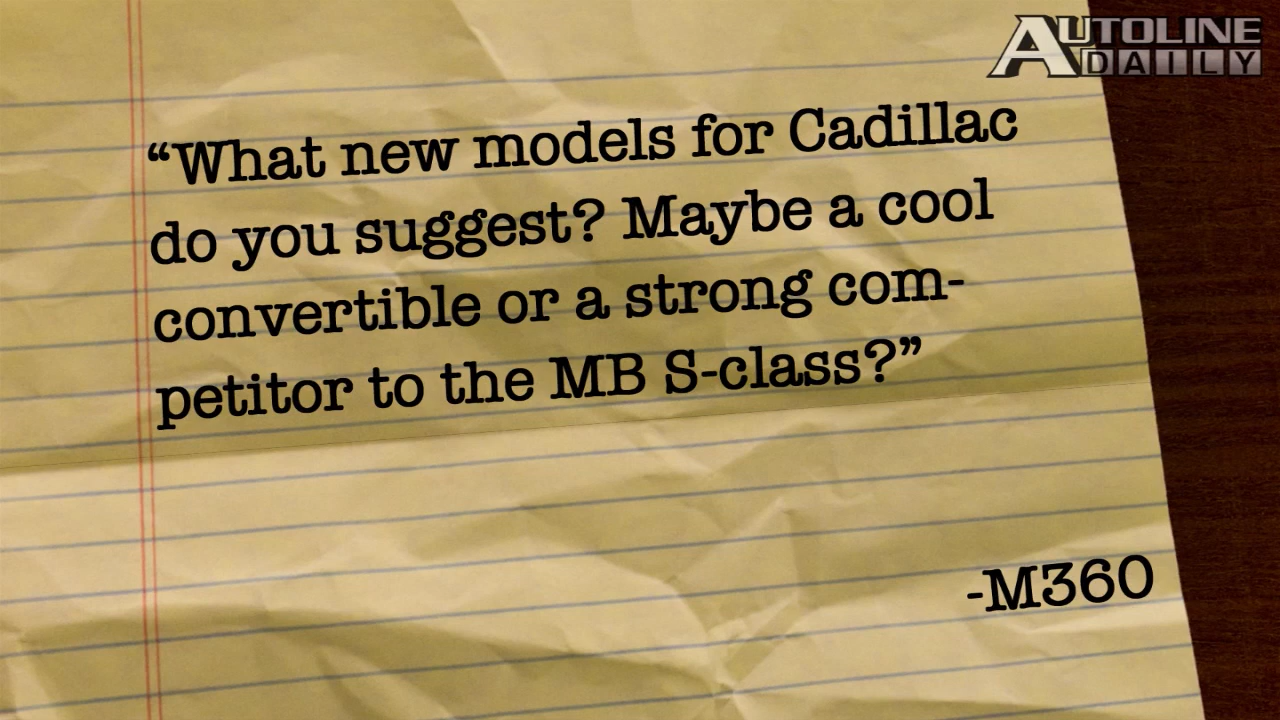 AUTOLINE
DAILY
“What new models for Cadillac
do you suggest? Maybe a cool
convertible or a strong com-
petitor to the MB S-class?”
-M360